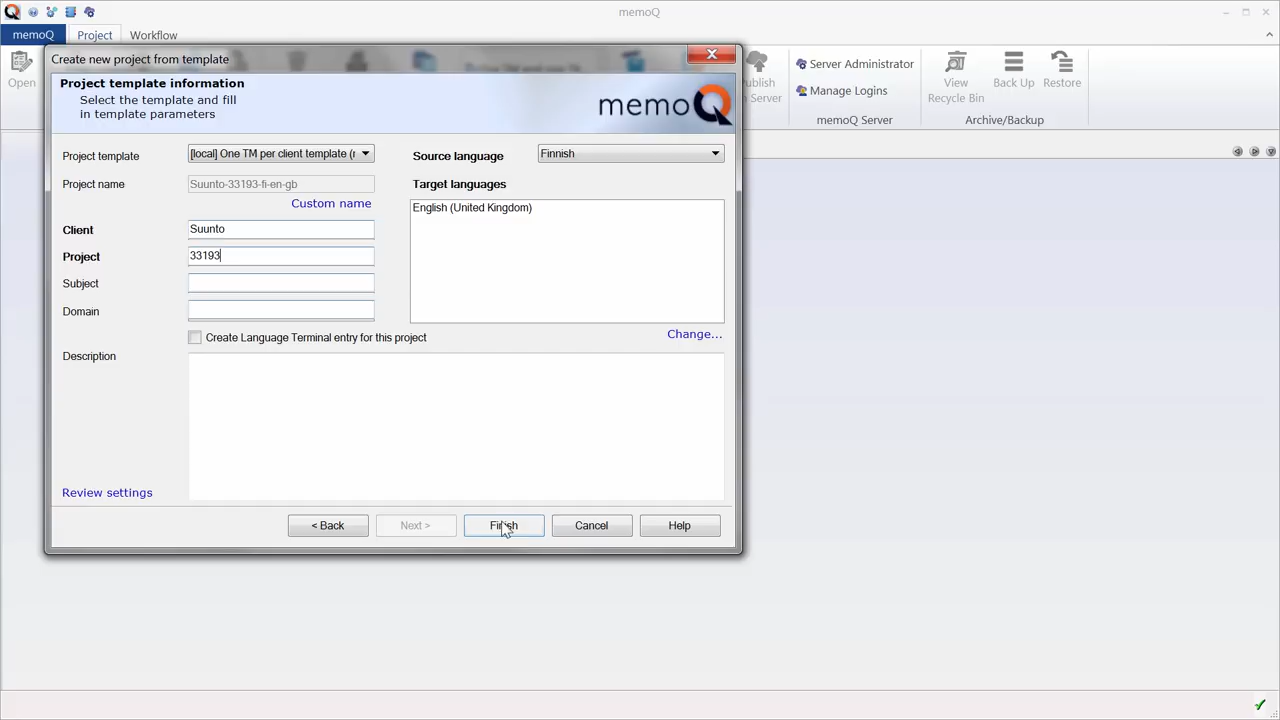 memoQ
memoQ
Project
Workflow
Open
Publish
Server
Server Administrator
Manage Logins
memoQ Server
View
Recycle Bin
Back Up
Restore
Archive/Backup
Create new project from template
Project template information
Select the template and fill
in template parameters
memoQ
Project template
[local] One TM per client template (r
Source language
Finnish
Project name
Suunto-33193-fi-en-gb
Target languages
Custom name
English (United Kingdom)
Client
Suunto
Project
33193
Subject
Domain
Create Language Terminal entry for this project
Change...
Description
Review settings
< Back
Next >
Finish
Cancel
Help